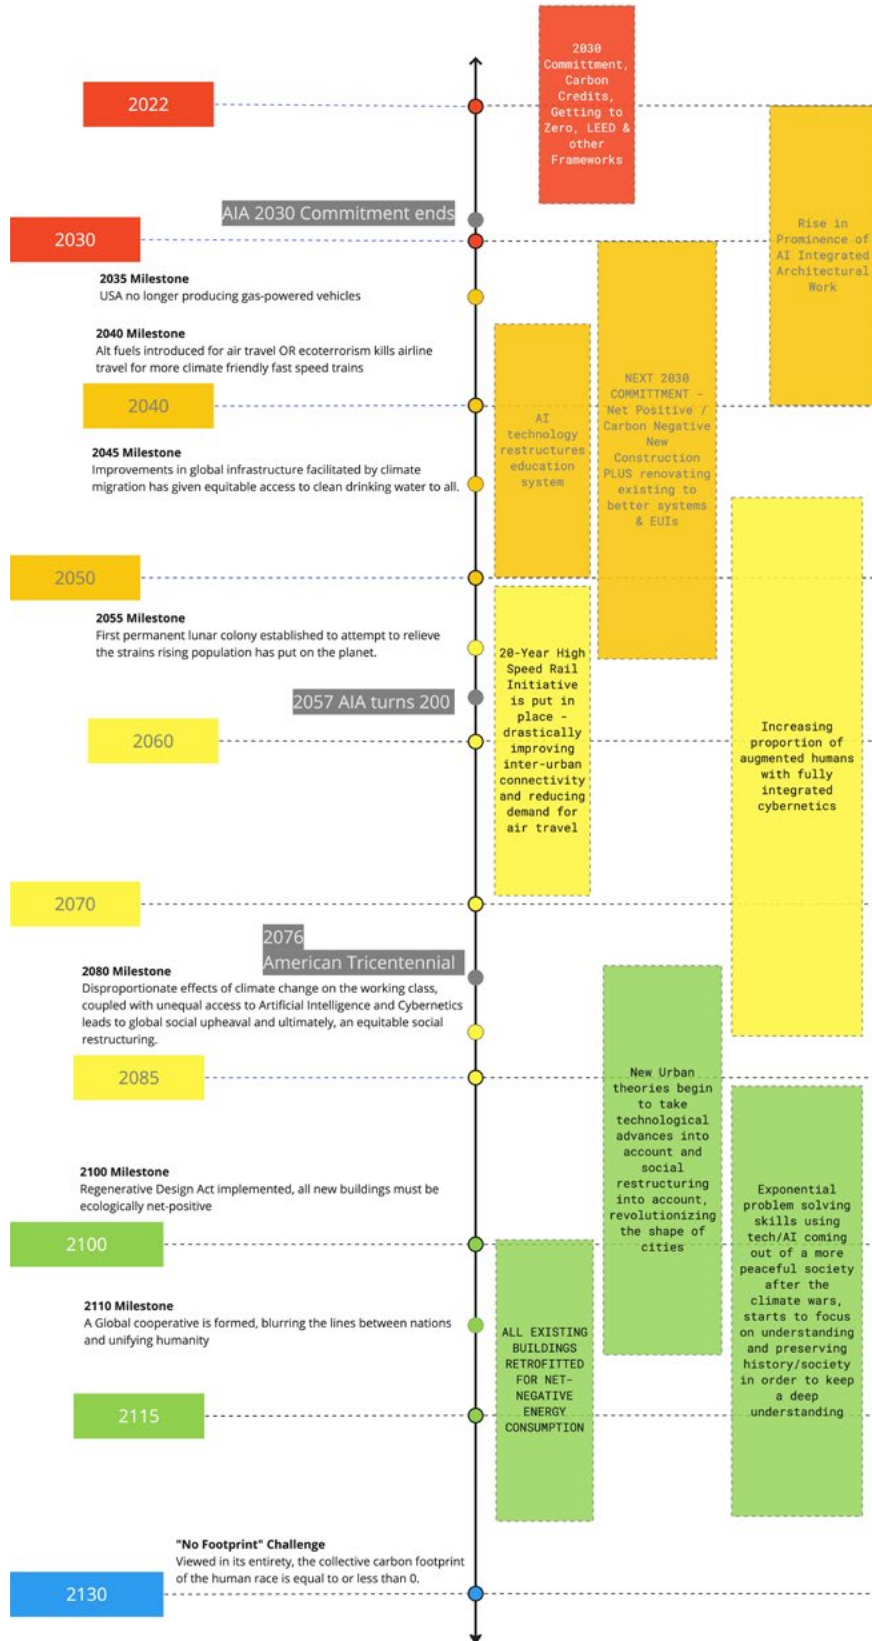 2030
Committment,
Carbon
Credits,
Getting to
Zero, LEED &
other
Frameworks
2022
Rise in
Prominence of
AI Integrated
Architectural
Work
AIA 2030 Commitment ends
2030
2035 Milestone
USA no longer producing gas-powered vehicles
2040 Milestone
Alt fuels introduced for air travel OR ecoterrorism kills airline
travel for more climate friendly fast speed trains
2040
NEXT 2030
COMMITTMENT -
Net Positive /
Carbon Negative
New
Construction
PLUS renovating
existing to
better systems
& EUIs
AI
technology
restructures
education
system
2045 Milestone
Improvements in global infrastructure facilitated by climate
migration has given equitable access to clean drinking water to all.
2050
2055 Milestone
First permanent lunar colony established to attempt to relieve
the strains rising population has put on the planet.
20-Year High
Speed Rail
Initiative
is put in
place -
drastically
improving
inter-urban
connectivity
and reducing
demand for
air travel
2057 AIA turns 200
2060
Increasing
proportion of
augmented humans
with fully
integrated
cybernetics
2070
2076
American Tricentennial
2080 Milestone
Disproportionate effects of climate change on the working class,
coupled with unequal access to Artificial Intelligence and Cybernetics
leads to global social upheaval and ultimately, an equitable social
restructuring.
2085
New Urban
theories begin
to take
technological
advances into
account and
social
restructuring
into account,
revolutionizing
the shape of
cities
2100 Milestone
Regenerative Design Act implemented, all new buildings must be
ecologically net-positive
Exponential
problem solving
skills using
tech/AI coming
out of a more
peaceful society
after the
climate wars,
starts to focus
on understanding
and preserving
history/society
in order to keep
a deep
understanding
2100
2110 Milestone
A Global cooperative is formed, blurring the lines between nations
and unifying humanity
ALL EXISTING
BUILDINGS
RETROFITTED
FOR NET-
NEGATIVE
ENERGY
CONSUMPTION
2115
"No Footprint" Challenge
Viewed in its entirety, the collective carbon footprint
of the human race is equal to or less than 0.
2130